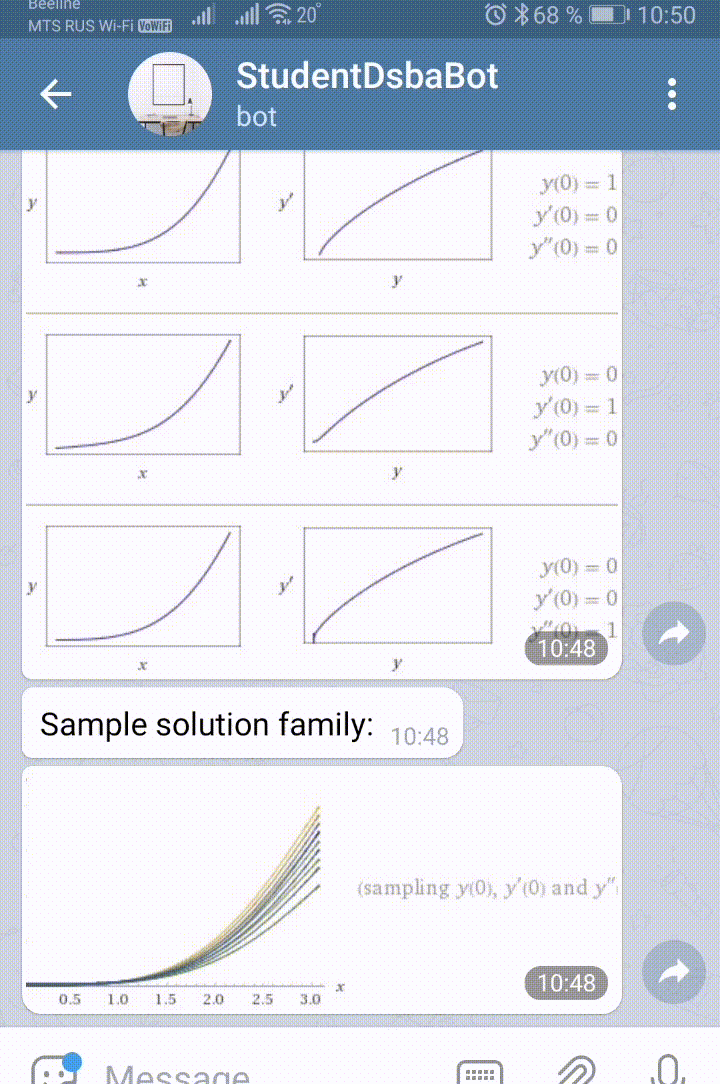 Beeline
MTS RUS Wi-Fi VoWiFi 20° 68 % 10:50
StudentDsbaBot
bot
y y' y(0) = 1
y'(0) = 0
y''(0) = 0
x y
y y' y(0) = 0
y'(0) = 1
y''(0) = 0
x y
y y' y(0) = 0
y'(0) = 0
y''(0) = 1
10:48
x y
Sample solution family: 10:48
(sampling y(0), y'(0) and y''
10:48
0.5 1.0 1.5 2.0 2.5 3.0 x
Message